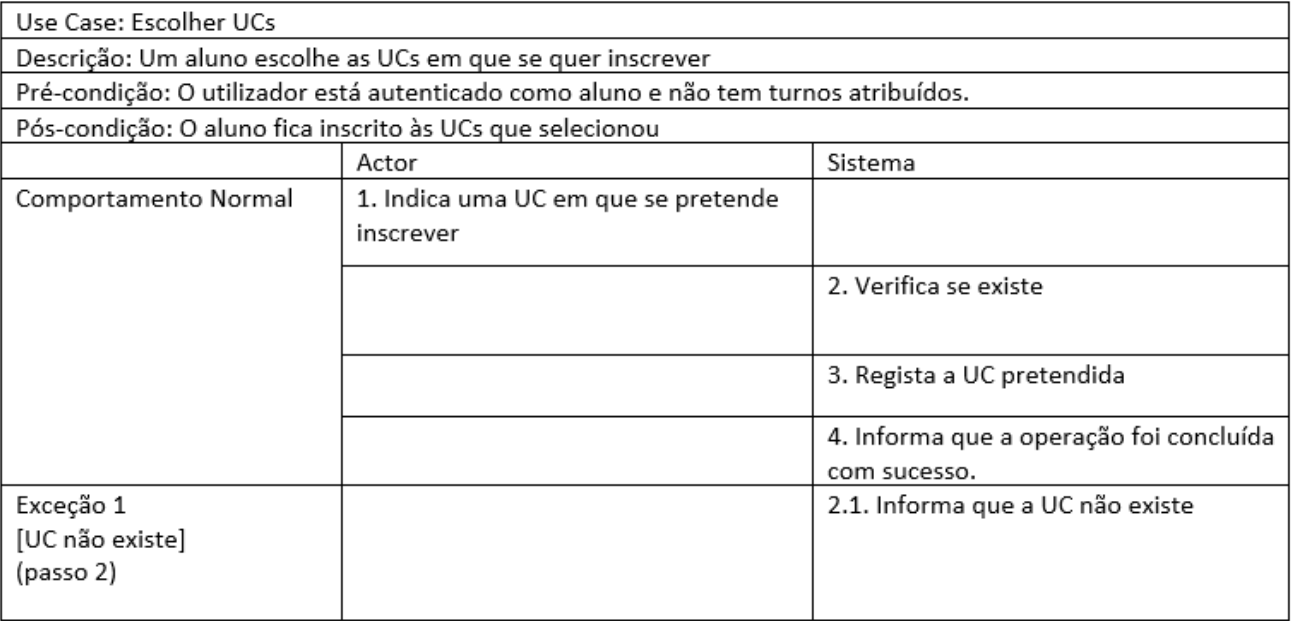 Use Case: Escolher UCs
Descrição: Um aluno escolhe as UCs em que se quer inscrever
Pré-condição: O utilizador está autenticado como aluno e não tem turnos atribuídos.
Pós-condição: O aluno fica inscrito às UCs que selecionou
Actor
Sistema
Comportamento Normal
1. Indica uma UC em que se pretende
inscrever
2. Verifica se existe
3. Regista a UC pretendida
4. Informa que a operação foi concluída
com sucesso.
Exceção 1
[UC não existe]
(passo 2)
2.1. Informa que a UC não existe